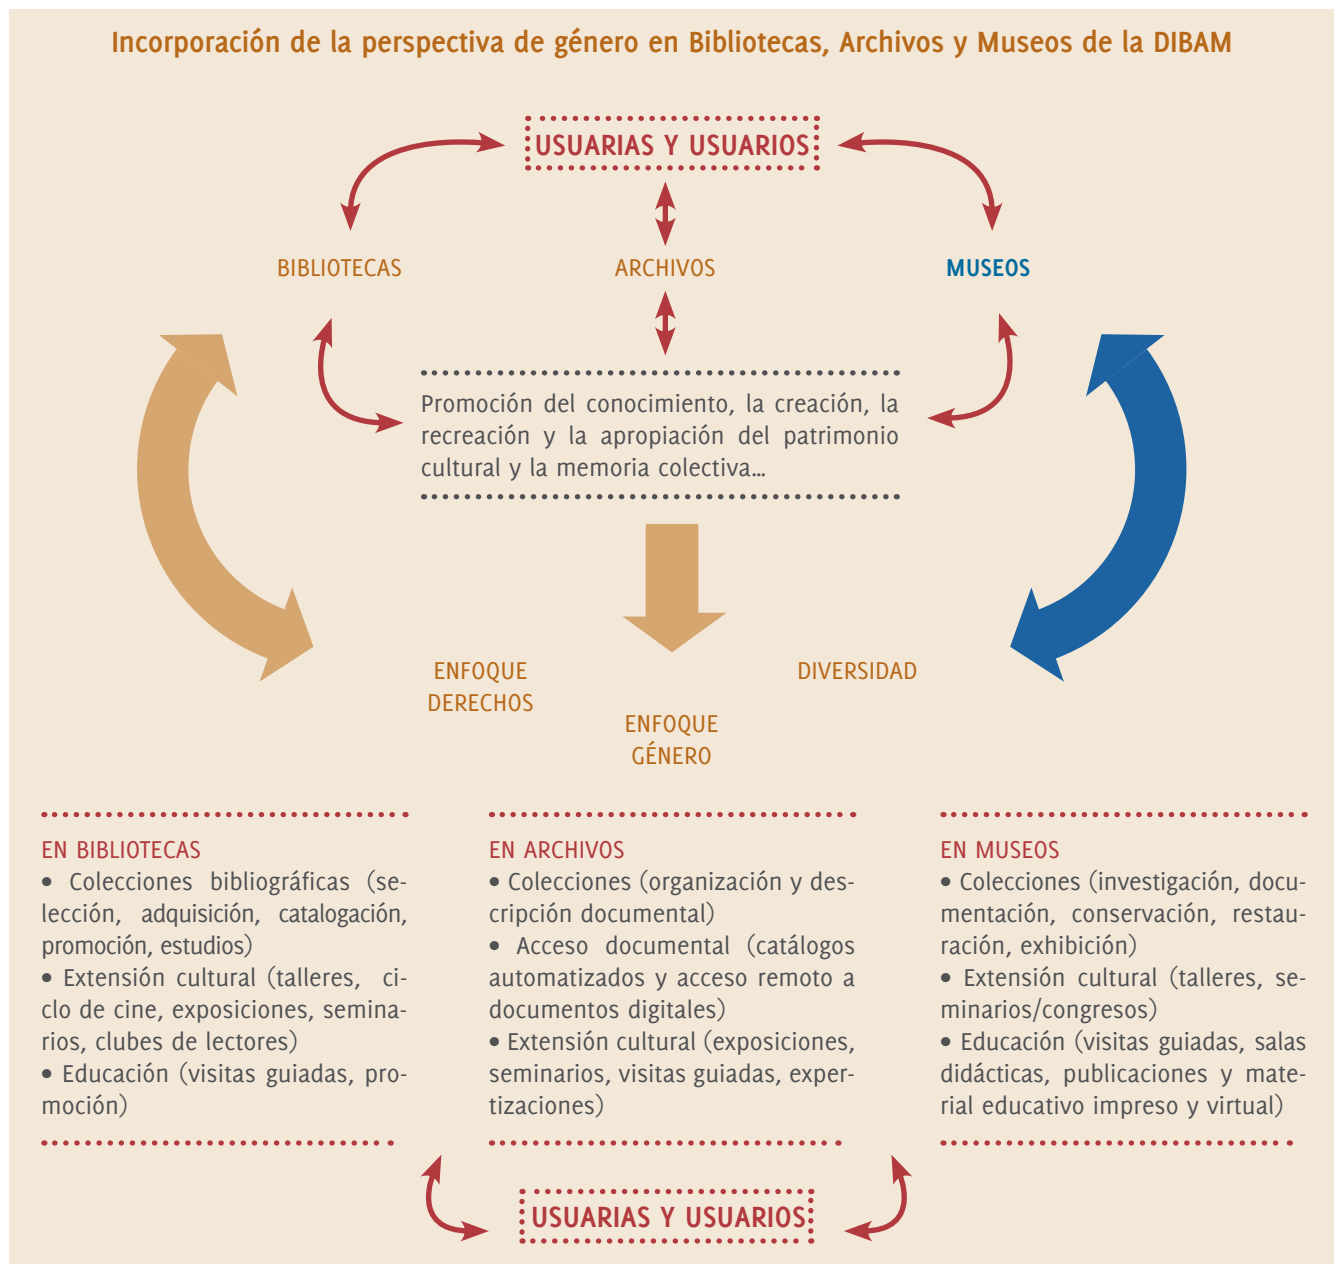 Incorporación de la perspectiva de género en Bibliotecas, Archivos y Museos de la DIBAM
USUARIAS Y USUARIOS
BIBLIOTECAS
ARCHIVOS
MUSEOS
Promoción del conocimiento, la creación, la
recreación y la apropiación del patrimonio
cultural y la memoria colectiva...
ENFOQUE
DERECHOS
ENFOQUE
GÉNERO
DIVERSIDAD
EN BIBLIOTECAS
• Colecciones bibliográficas (se-
lección, adquisición, catalogación,
promoción, estudios)
• Extensión cultural (talleres, ci-
clo de cine, exposiciones, semina-
rios, clubes de lectores)
• Educación (visitas guiadas, pro-
moción)
EN ARCHIVOS
• Colecciones (organización y des-
cripción documental)
• Acceso documental (catálogos
automatizados y acceso remoto a
documentos digitales)
• Extensión cultural (exposiciones,
seminarios, visitas guiadas, exper-
tizaciones)
EN MUSEOS
• Colecciones (investigación, docu-
mentación, conservación, restau-
ración, exhibición)
• Extensión cultural (talleres, se-
minarios/congresos)
• Educación (visitas guiadas, salas
didácticas, publicaciones y mate-
rial educativo impreso y virtual)
USUARIAS Y USUARIOS